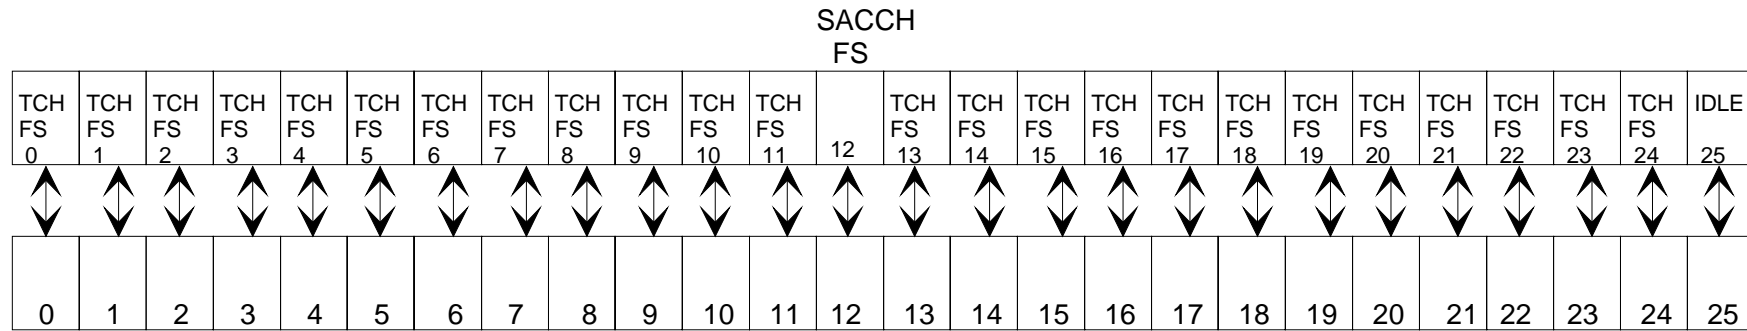 SACCH
FS
TCH TCH TCH TCH TCH TCH TCH TCH TCH TCH TCH TCH TCH TCH TCH TCH TCH TCH TCH TCH TCH TCH TCH TCH IDLE
FS FS FS FS FS FS FS FS FS FS FS FS FS FS FS FS FS FS FS FS FS FS FS FS
0 1 2 3 4 5 6 7 8 9 10 11 12 13 14 15 16 17 18 19 20 21 22 23 24 25
0 1 2 3 4 5 6 7 8 9 10 11 12 13 14 15 16 17 18 19 20 21 22 23 24 25